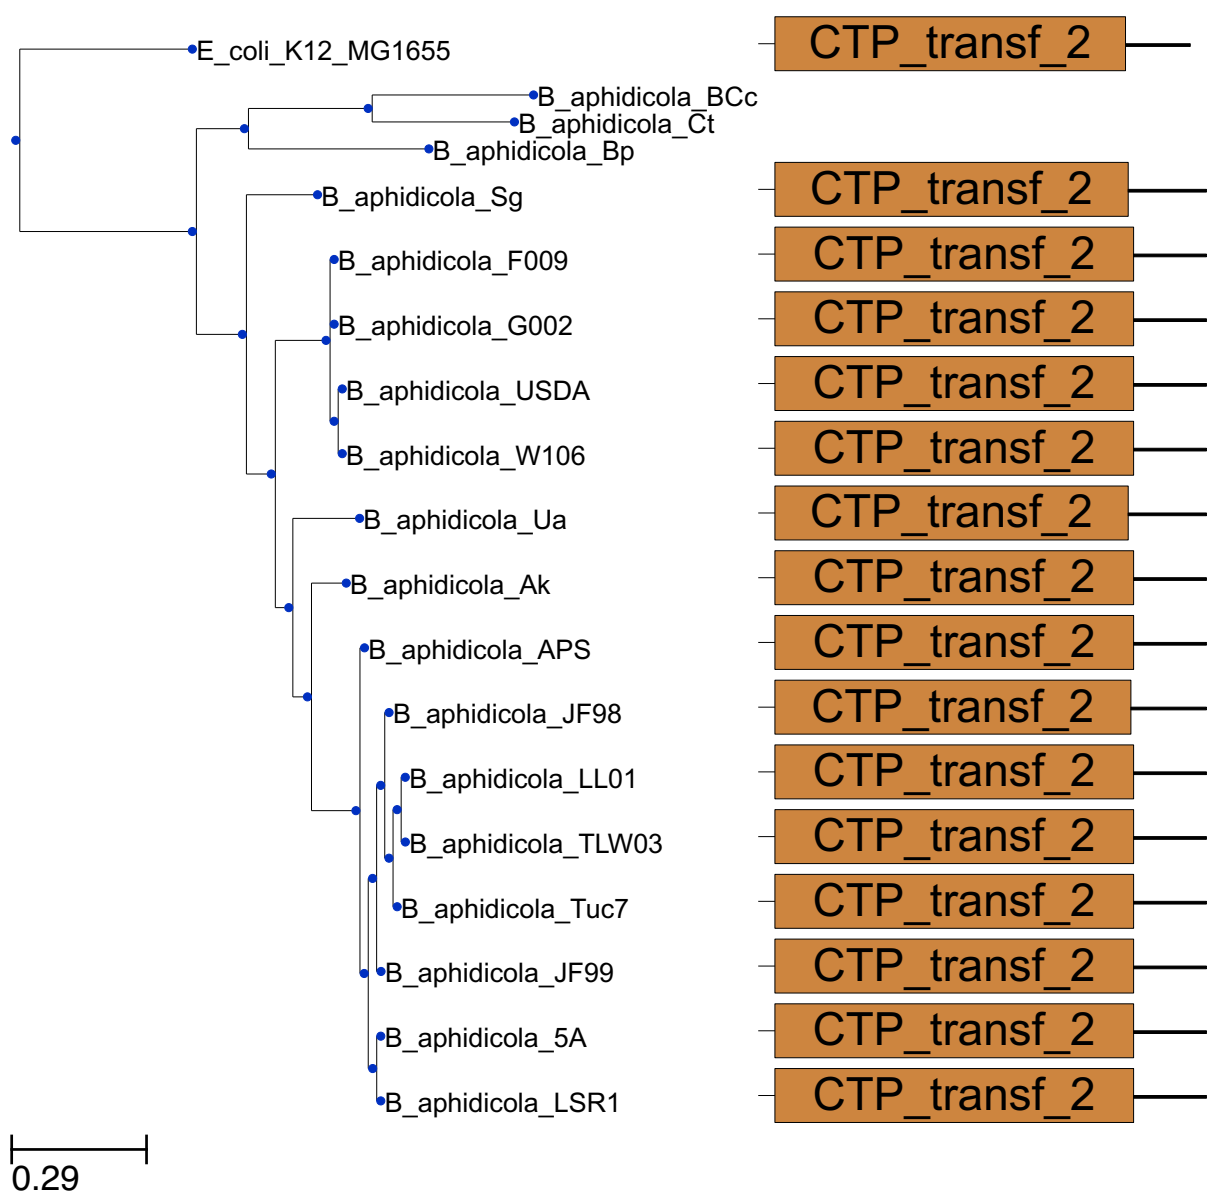 E_coli_K12_MG1655 CTP_transf_2
B_aphidicola_BCc
B_aphidicola_Ct
B_aphidicola_Bp
B_aphidicola_Sg CTP_transf_2
B_aphidicola_F009 CTP_transf_2
B_aphidicola_G002 CTP_transf_2
B_aphidicola_USDA CTP_transf_2
B_aphidicola_W106 CTP_transf_2
B_aphidicola_Ua CTP_transf_2
B_aphidicola_Ak CTP_transf_2
B_aphidicola_APS CTP_transf_2
B_aphidicola_JF98 CTP_transf_2
B_aphidicola_LL01 CTP_transf_2
B_aphidicola_TLW03 CTP_transf_2
B_aphidicola_Tuc7 CTP_transf_2
B_aphidicola_JF99 CTP_transf_2
B_aphidicola_5A CTP_transf_2
B_aphidicola_LSR1 CTP_transf_2
0.29